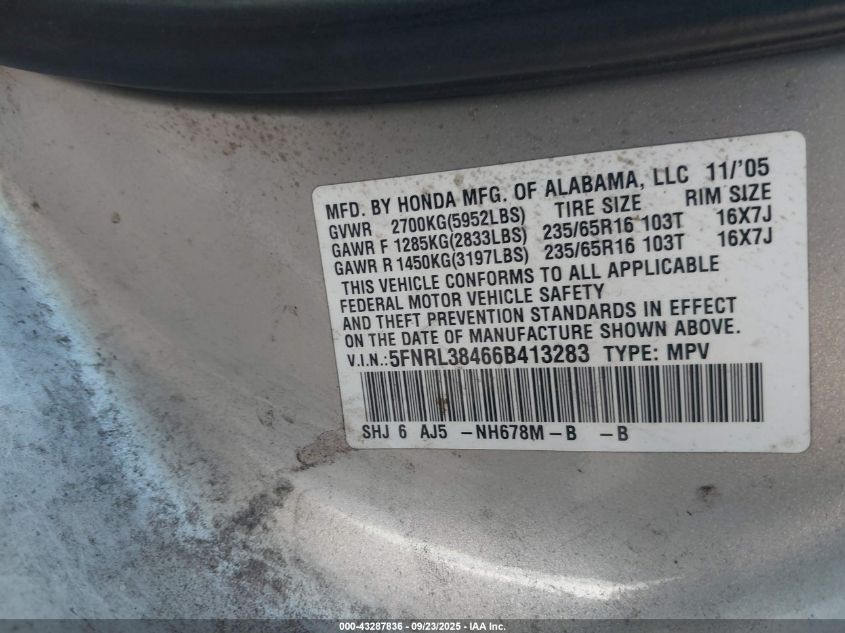 MFD. BY HONDA MFG. OF ALABAMA, LLC 11/'05
GVWR 2700KG(5952LBS) TIRE SIZE RIM SIZE
GAWR F 1285KG(2833LBS) 235/65R16 103T 16X7J
GAWR R 1450KG(3197LBS) 235/65R16 103T 16X7J
THIS VEHICLE CONFORMS TO ALL APPLICABLE
FEDERAL MOTOR VEHICLE SAFETY
AND THEFT PREVENTION STANDARDS IN EFFECT
ON THE DATE OF MANUFACTURE SHOWN ABOVE.
V.I.N.: 5FNRL38466B413283 TYPE: MPV
SHJ 6 AJ5 -NH678M-B -B
000-43287836 - 09/23/2025 - IAA Inc.